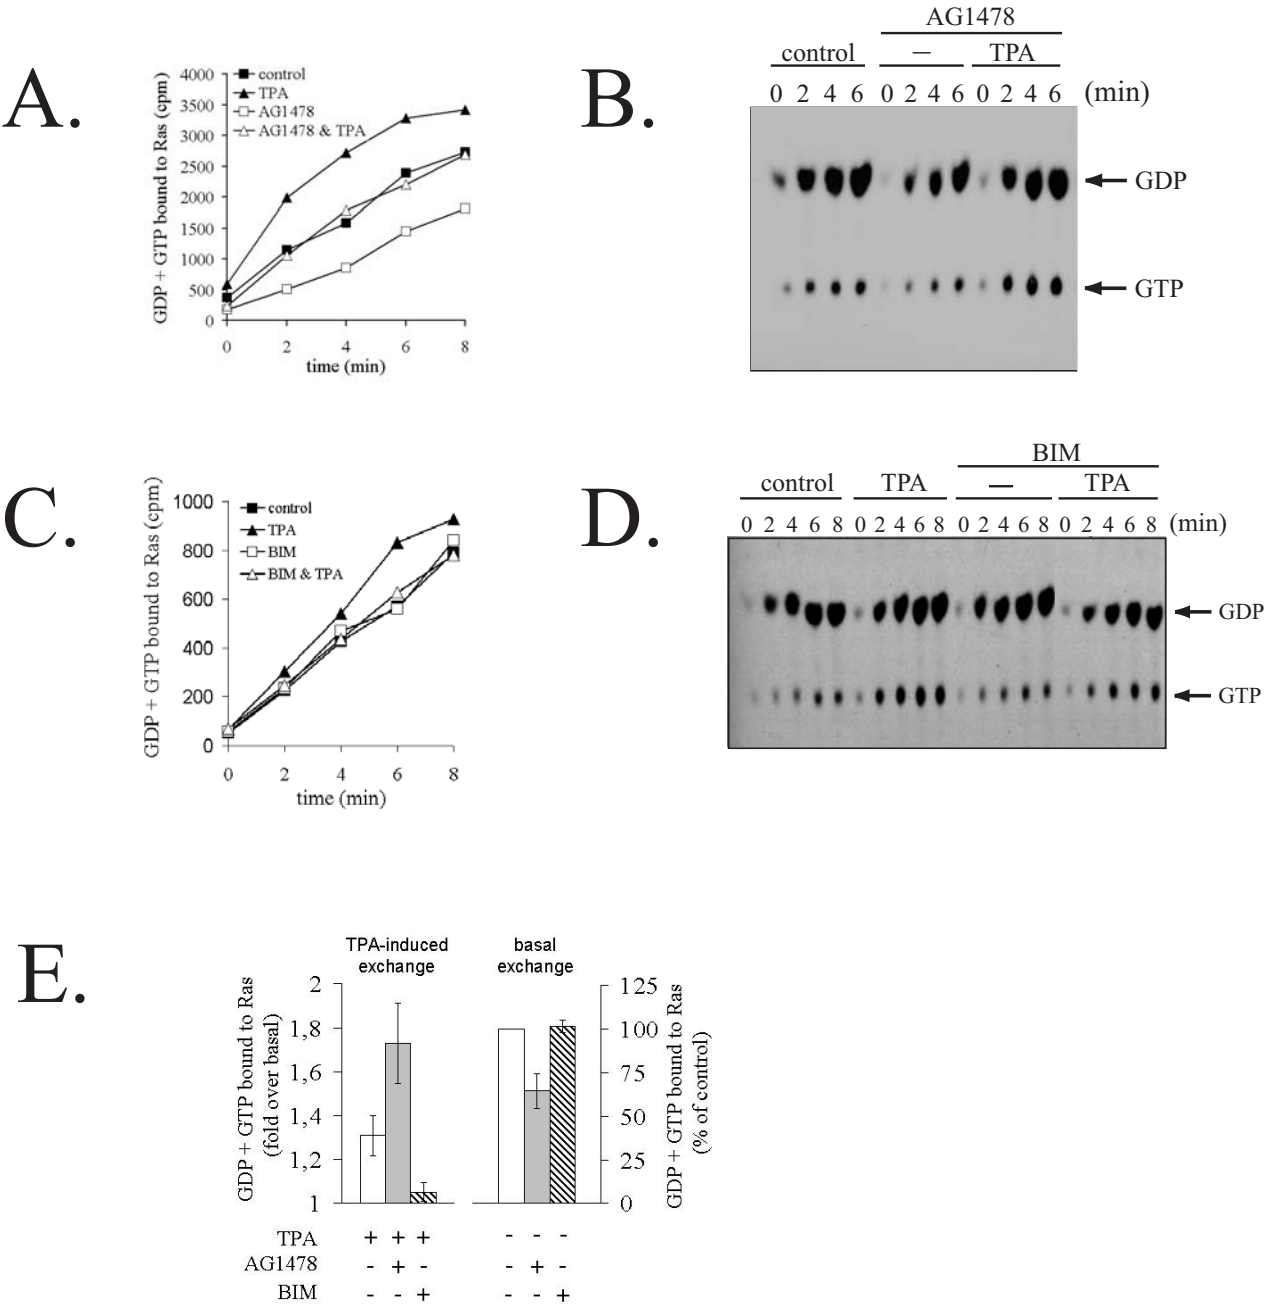 A.
GDP + GTP bound to Ras (cpm)
4000
3500
3000
2500
2000
1500
1000
500
0
control
TPA
AG1478
AG1478 & TPA
0 2 4 6 8
time (min)
B.
AG1478
control — TPA
0 2 4 6 0 2 4 6 0 2 4 6 (min)
GDP
GTP
C.
GDP + GTP bound to Ras (cpm)
1000
800
600
400
200
0
control
TPA
BIM
BIM & TPA
0 2 4 6 8
time (min)
D.
BIM
control TPA — TPA
0 2 4 6 8 0 2 4 6 8 0 2 4 6 8 0 2 4 6 8 (min)
GDP
GTP
E.
TPA-induced
exchange
basal
exchange
GDP + GTP bound to Ras
(fold over basal)
2
1,8
1,6
1,4
1,2
1
125
100
75
50
25
0
GDP + GTP bound to Ras
(% of control)
TPA + + + - - -
AG1478 - + - - + -
BIM - - + - - +